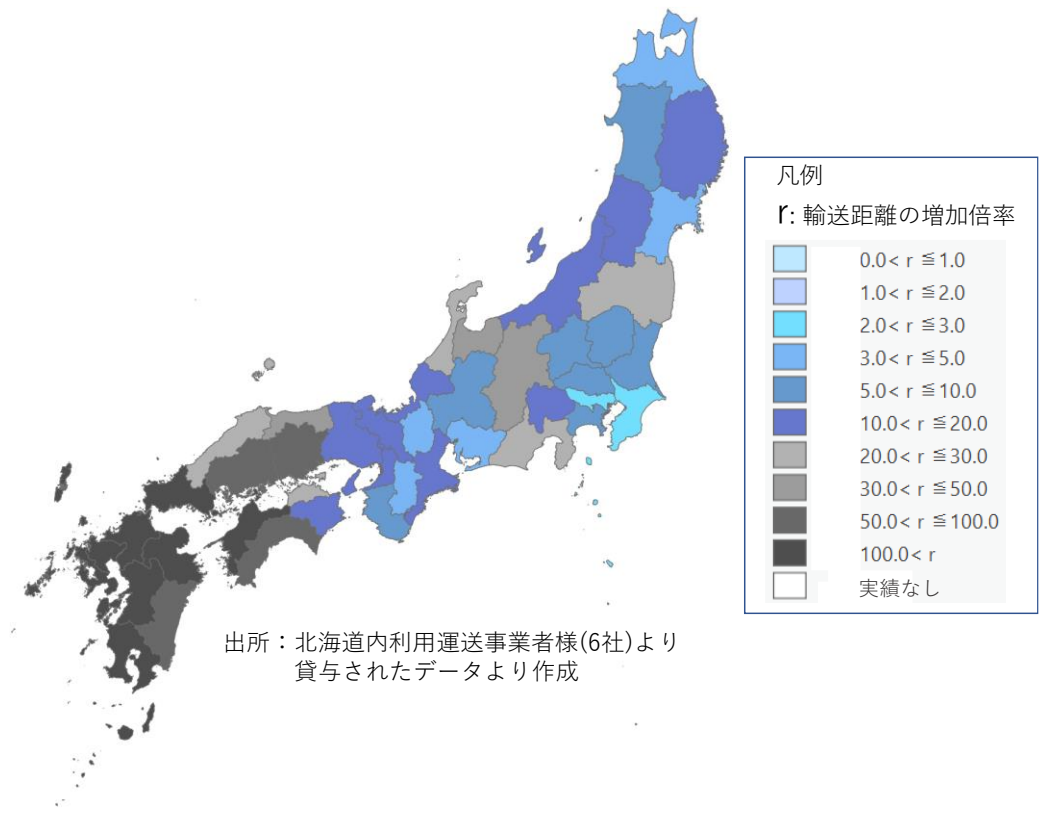 凡例
r: 輸送距離の増加倍率
0.0< r ≦1.0
1.0< r ≦2.0
2.0< r ≦3.0
3.0< r ≦5.0
5.0< r ≦10.0
10.0< r ≦20.0
20.0< r ≦30.0
30.0< r ≦50.0
50.0< r ≦100.0
100.0< r
実績なし
出所：北海道内利用運送事業者様(6社)より
貸与されたデータより作成